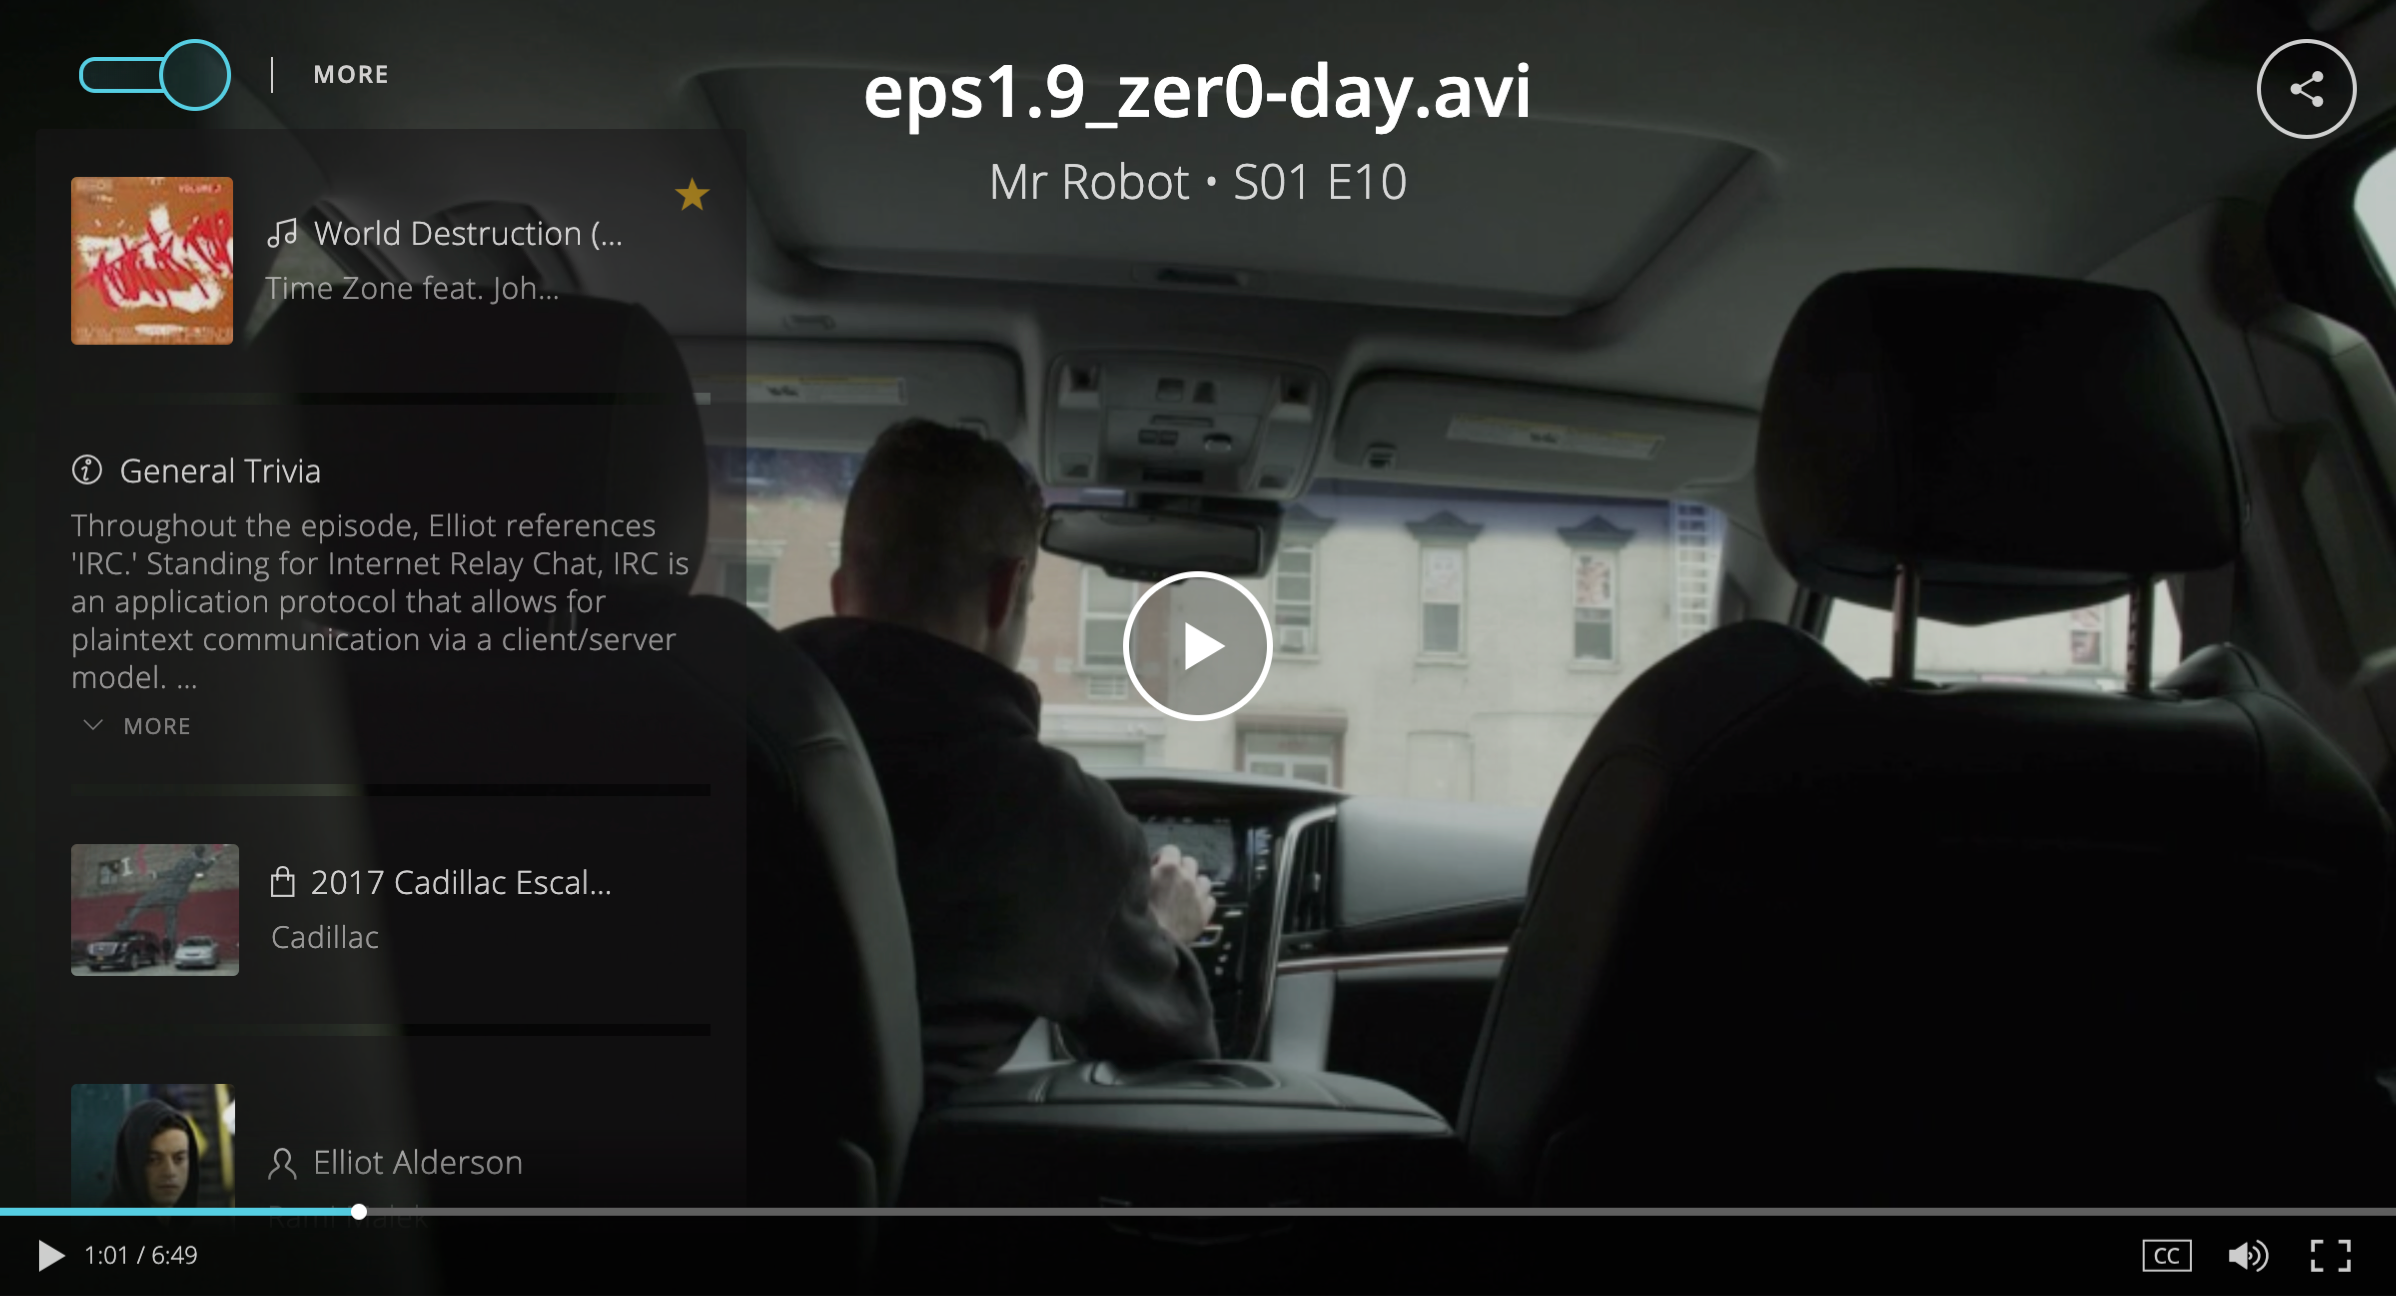 MORE
eps1.9_zer0-day.avi
Mr Robot • S01 E10
World Destruction (...
Time Zone feat. Joh...
General Trivia
Throughout the episode, Elliot references
'IRC.' Standing for Internet Relay Chat, IRC is
an application protocol that allows for
plaintext communication via a client/server
model. ...
MORE
2017 Cadillac Escal...
Cadillac
Elliot Alderson
Rami Malek
1:01 / 6:49
CC